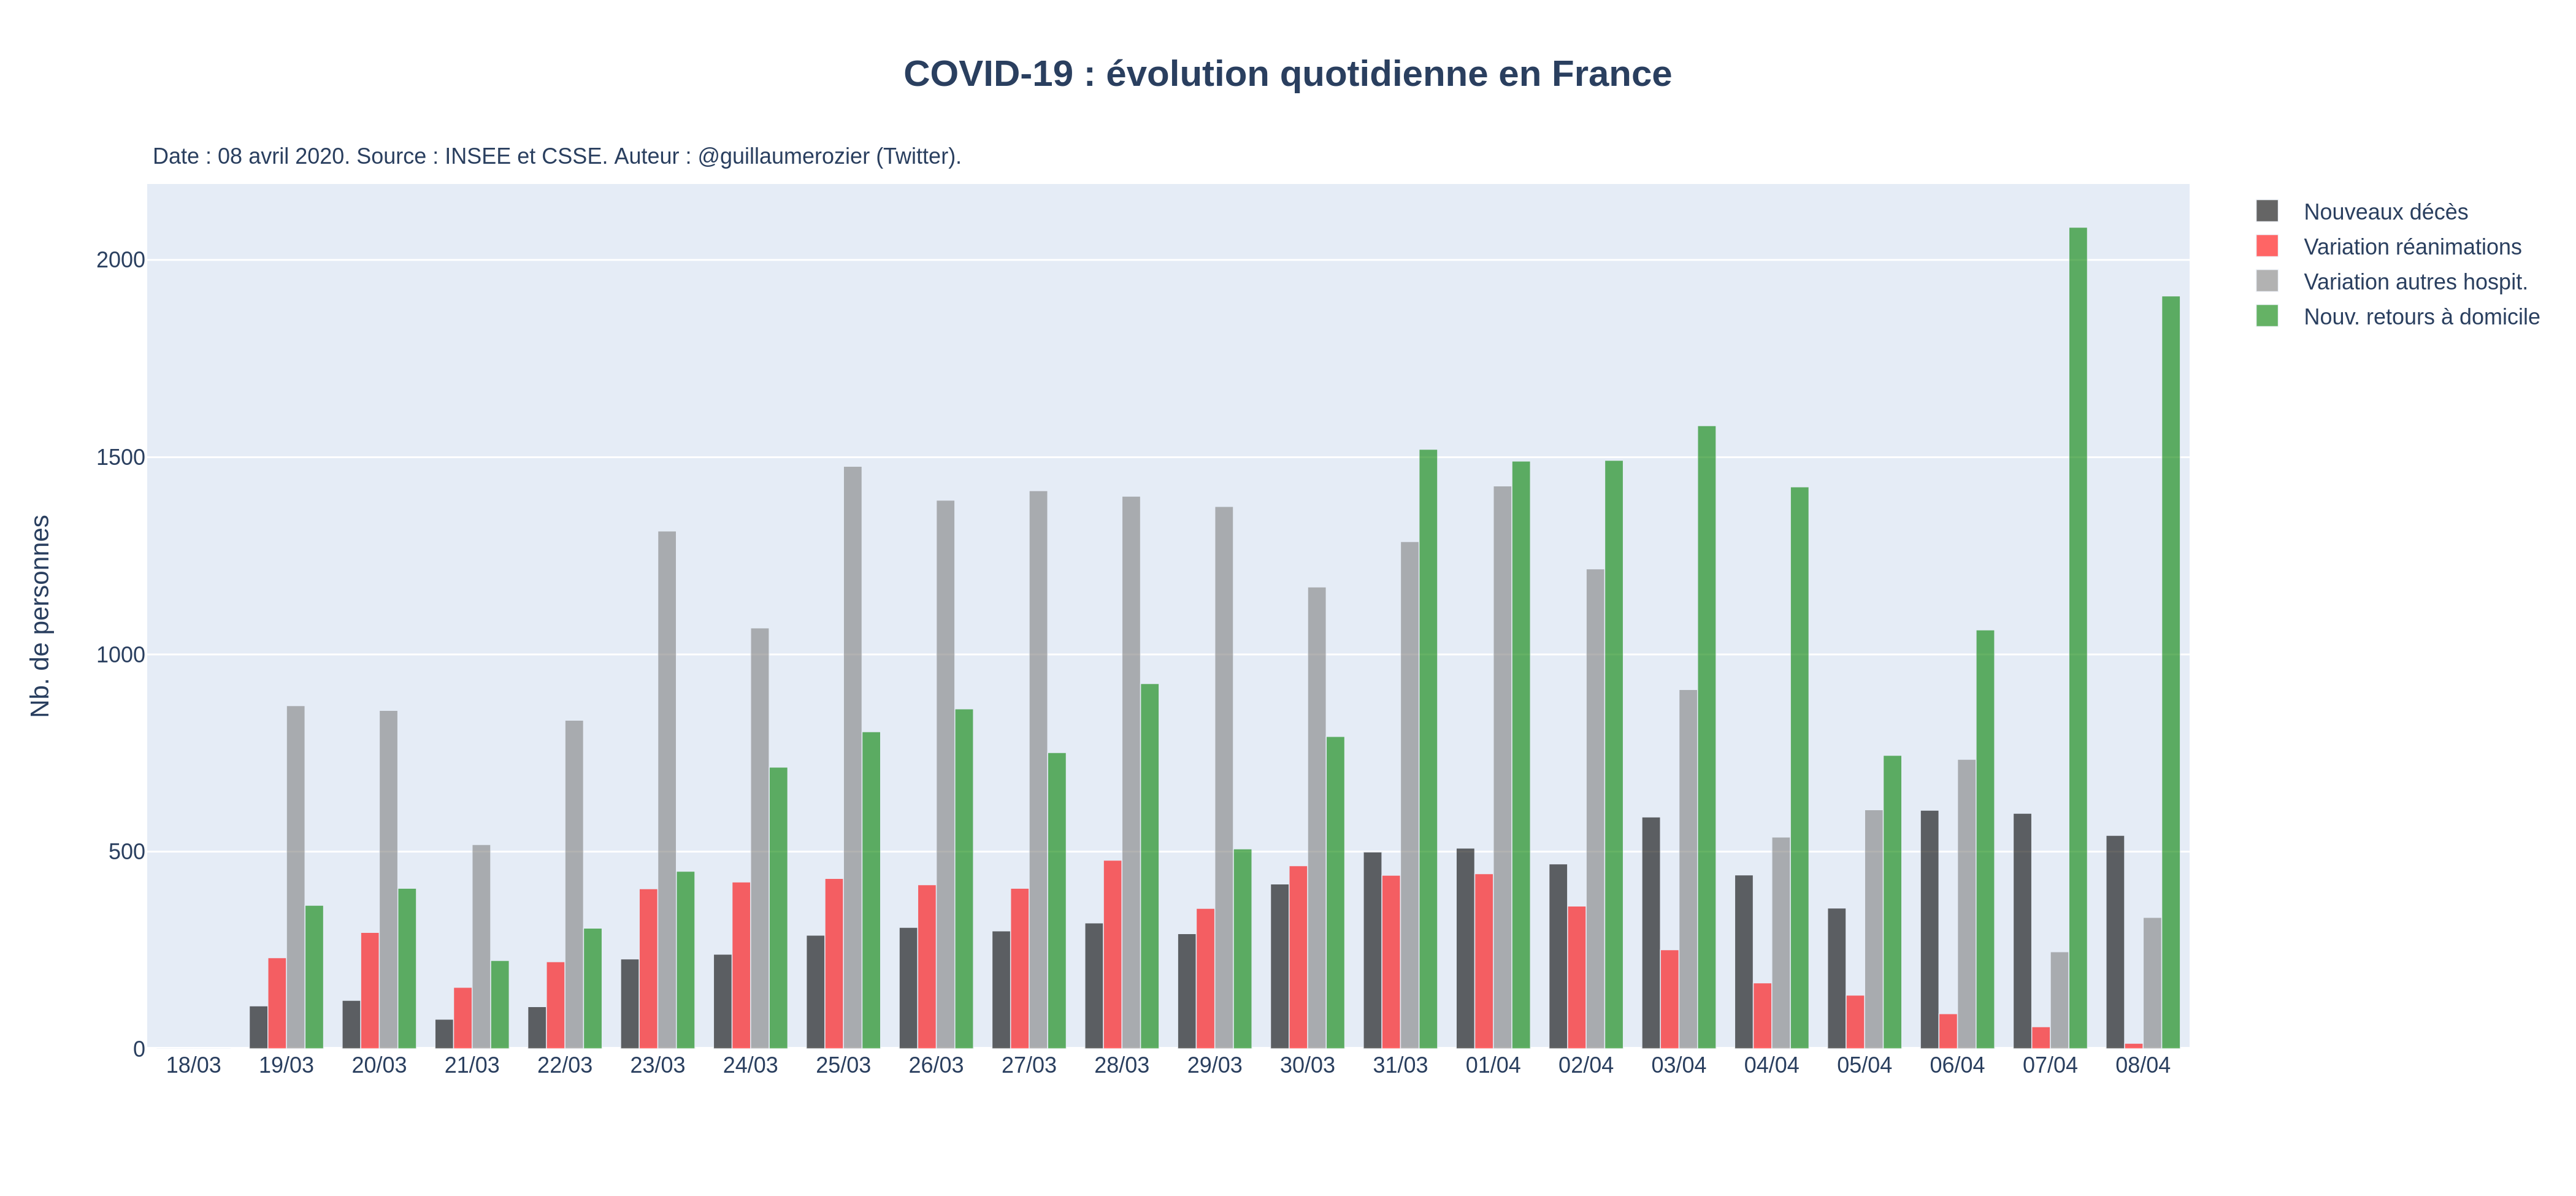 COVID-19 : évolution quotidienne en France
Date : 08 avril 2020. Source : INSEE et CSSE. Auteur : @guillaumerozier (Twitter).
Nouveaux décès
Variation réanimations
Variation autres hospit.
Nouv. retours à domicile
Nb. de personnes
2000
1500
1000
500
0
18/03 19/03 20/03 21/03 22/03 23/03 24/03 25/03 26/03 27/03 28/03 29/03 30/03 31/03 01/04 02/04 03/04 04/04 05/04 06/04 07/04 08/04